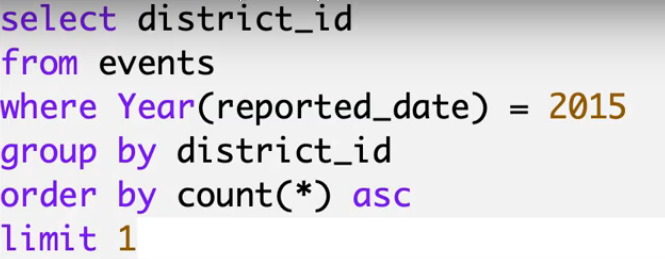 select district_id
from events
where Year(reported_date) = 2015
group by district_id
order by count(*) asc
limit 1